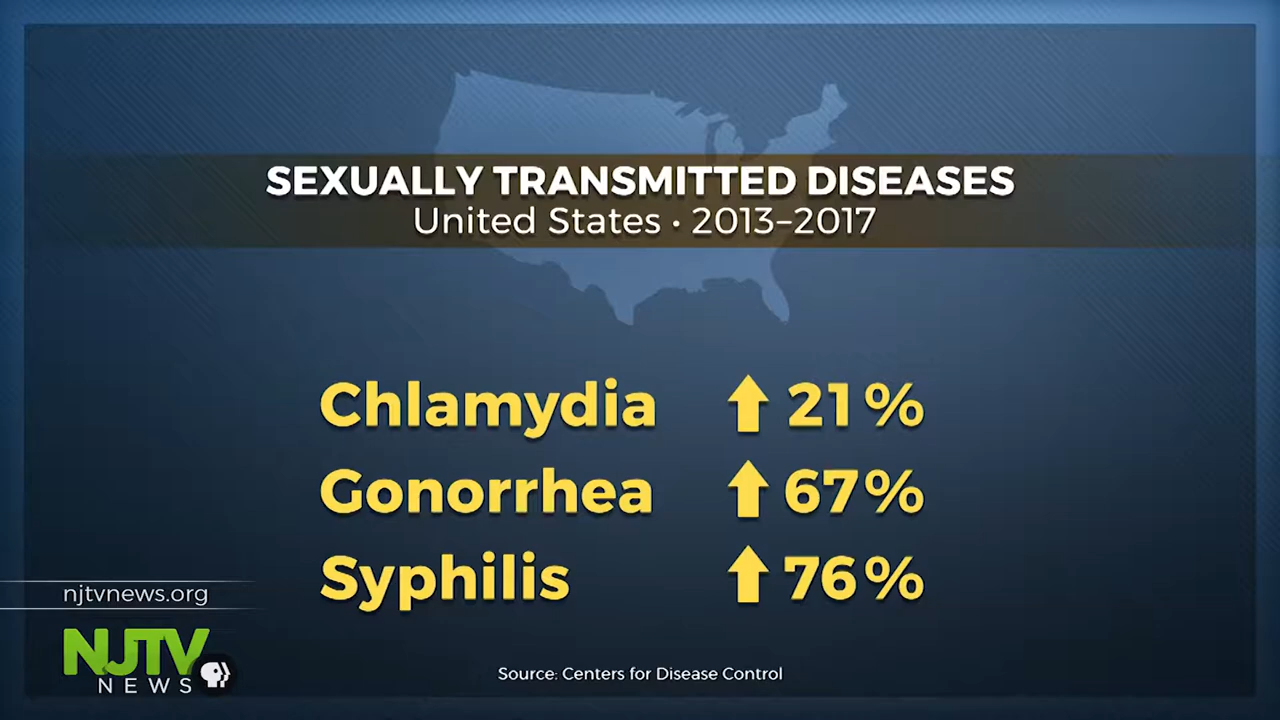 SEXUALLY TRANSMITTED DISEASES
United States • 2013–2017
Chlamydia ⬆ 21%
Gonorrhea ⬆ 67%
Syphilis ⬆ 76%
njtvnews.org
NJTV
NEWS
Source: Centers for Disease Control